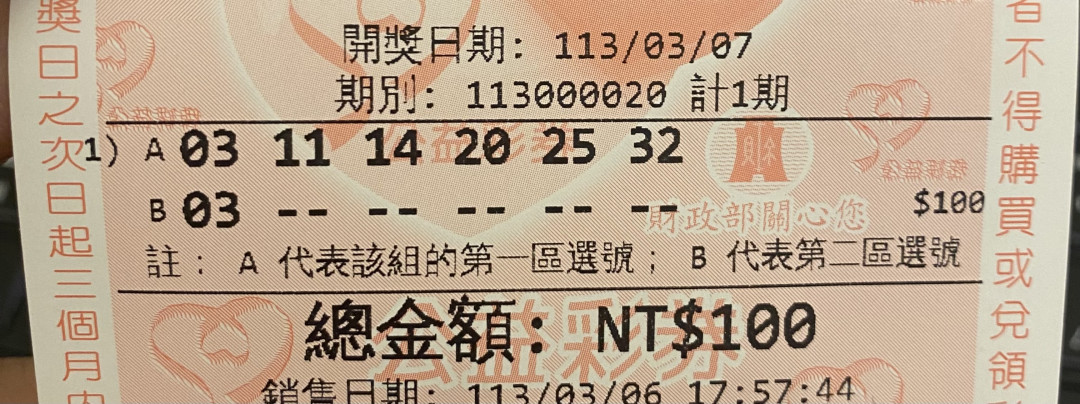 開獎日期: 113/03/07
期別: 113000020 計1期
1) A 03 11 14 20 25 32
B 03 -- -- -- -- -- $100
財政部關心您
註: A 代表該組的第一區選號; B 代表第二區選號
總金額: NT$100
公益彩券
銷售日期: 113/03/06 17:57:44
獎日之次日起三個月內
者不得購買或兌領